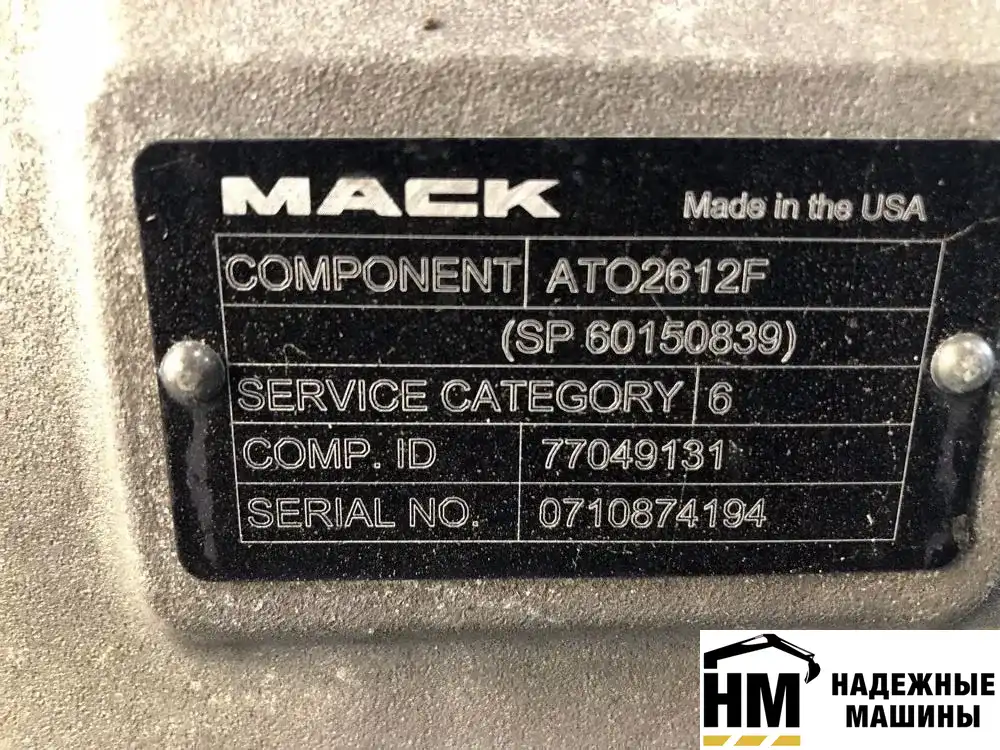 MACK Made in the USA
COMPONENT ATO2612F
(SP 60150839)
SERVICE CATEGORY 6
COMP. ID 77049131
SERIAL NO. 0710874194
НМ НАДЕЖНЫЕ
МАШИНЫ